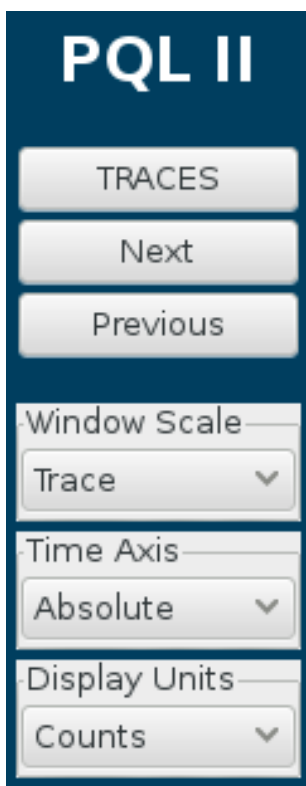 PQL II
TRACES
Next
Previous
Window Scale
Trace
Time Axis
Absolute
Display Units
Counts